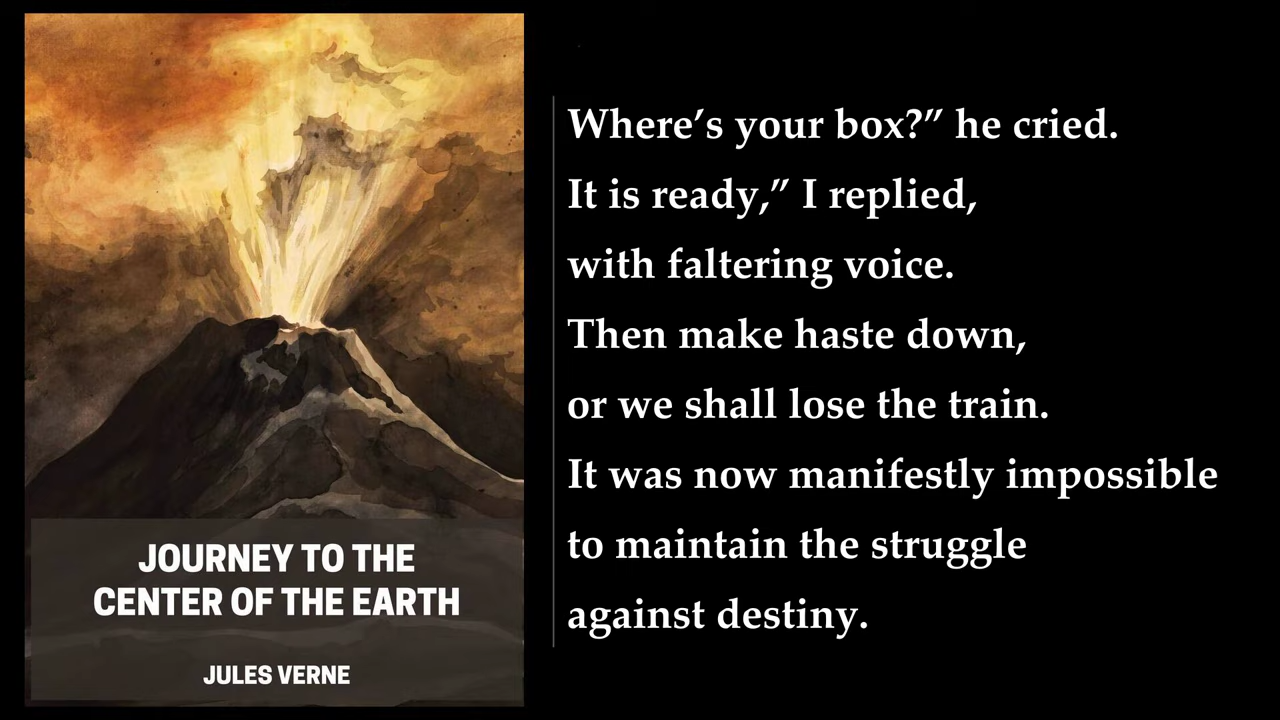 JOURNEY TO THE
CENTER OF THE EARTH
JULES VERNE
Where’s your box?” he cried.
It is ready,” I replied,
with faltering voice.
Then make haste down,
or we shall lose the train.
It was now manifestly impossible
to maintain the struggle
against destiny.